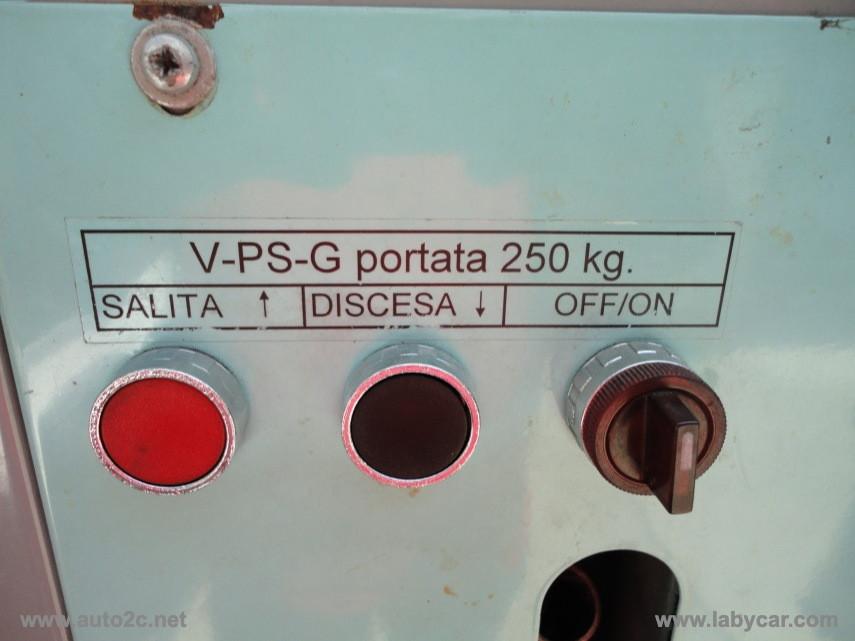 V-PS-G portata 250 kg.
SALITA ↑ DISCESA ↓ OFF/ON
www.auto2c.net www.labycar.com